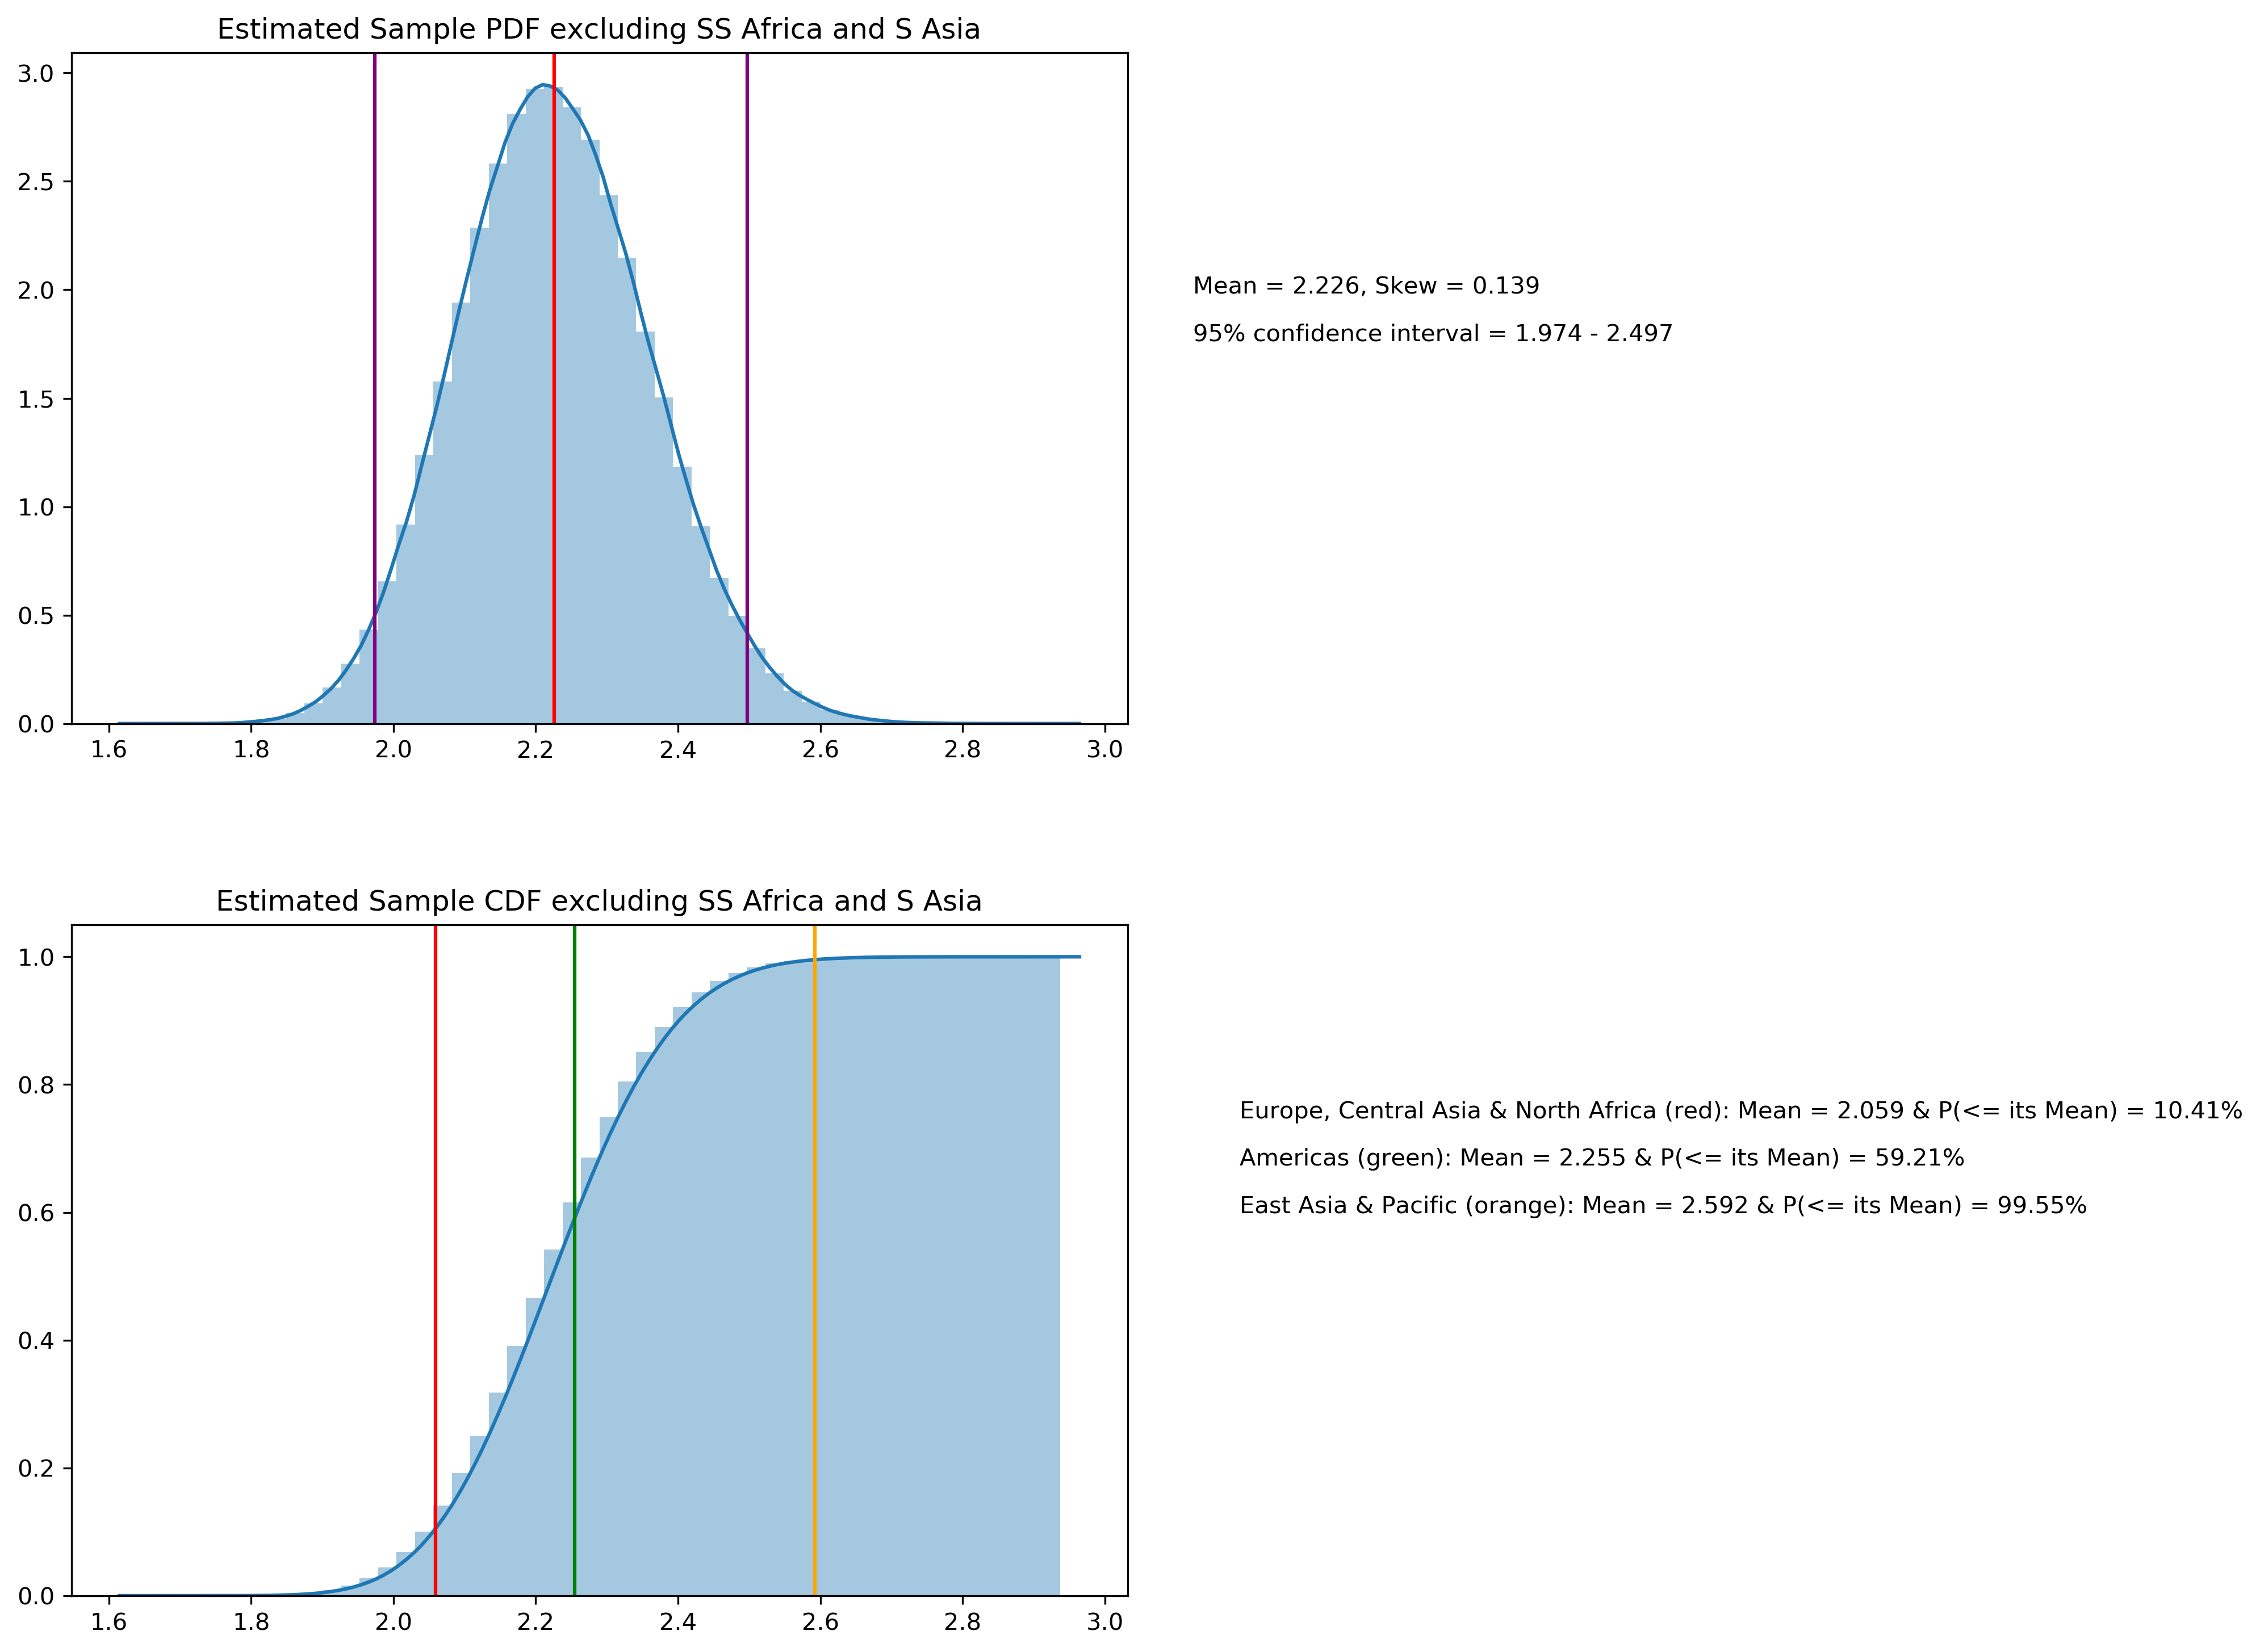 Estimated Sample PDF excluding SS Africa and S Asia
3.0
2.5
2.0
1.5
1.0
0.5
0.0
1.6 1.8 2.0 2.2 2.4 2.6 2.8 3.0
Mean = 2.226, Skew = 0.139
95% confidence interval = 1.974 - 2.497
Estimated Sample CDF excluding SS Africa and S Asia
1.0
0.8
0.6
0.4
0.2
0.0
1.6 1.8 2.0 2.2 2.4 2.6 2.8 3.0
Europe, Central Asia & North Africa (red): Mean = 2.059 & P(<= its Mean) = 10.41%
Americas (green): Mean = 2.255 & P(<= its Mean) = 59.21%
East Asia & Pacific (orange): Mean = 2.592 & P(<= its Mean) = 99.55%